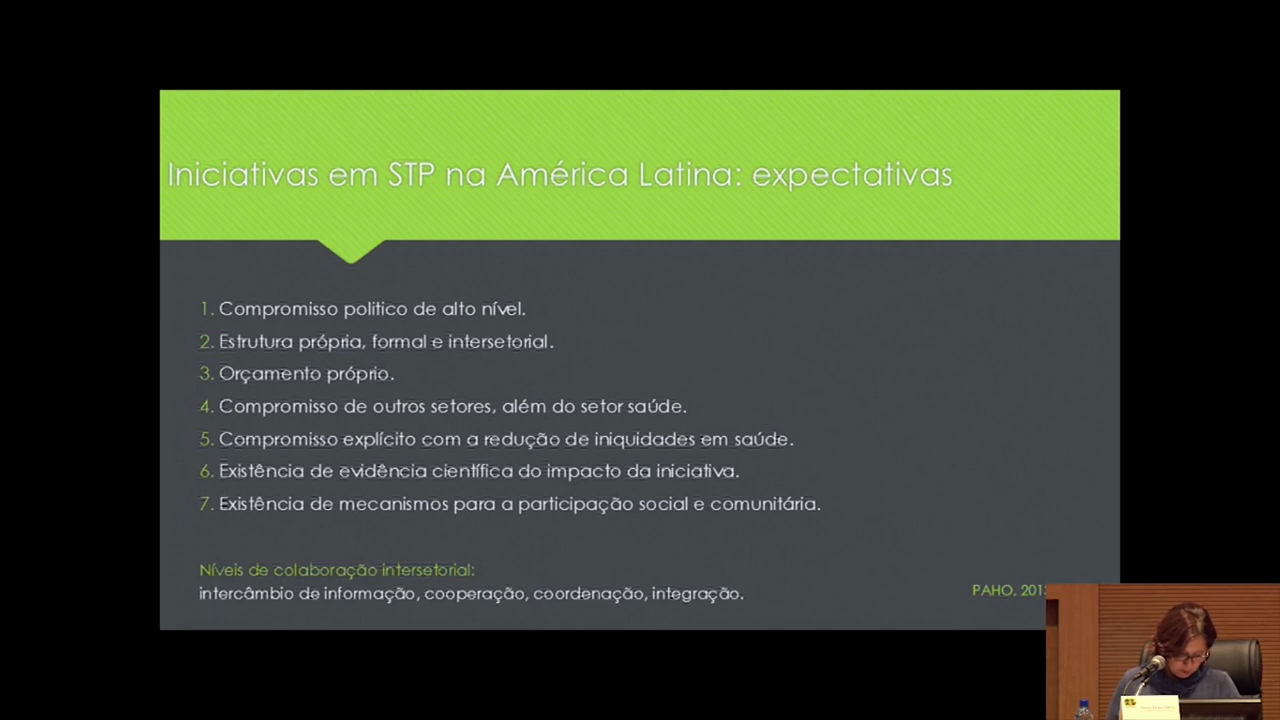 Iniciativas em STP na América Latina: expectativas
1. Compromisso politico de alto nível.
2. Estrutura própria, formal e intersetorial.
3. Orçamento próprio.
4. Compromisso de outros setores, além do setor saúde.
5. Compromisso explícito com a redução de iniquidades em saúde.
6. Existência de evidência científica do impacto da iniciativa.
7. Existência de mecanismos para a participação social e comunitária.
Níveis de colaboração intersetorial:
intercâmbio de informação, cooperação, coordenação, integração.
PAHO, 201